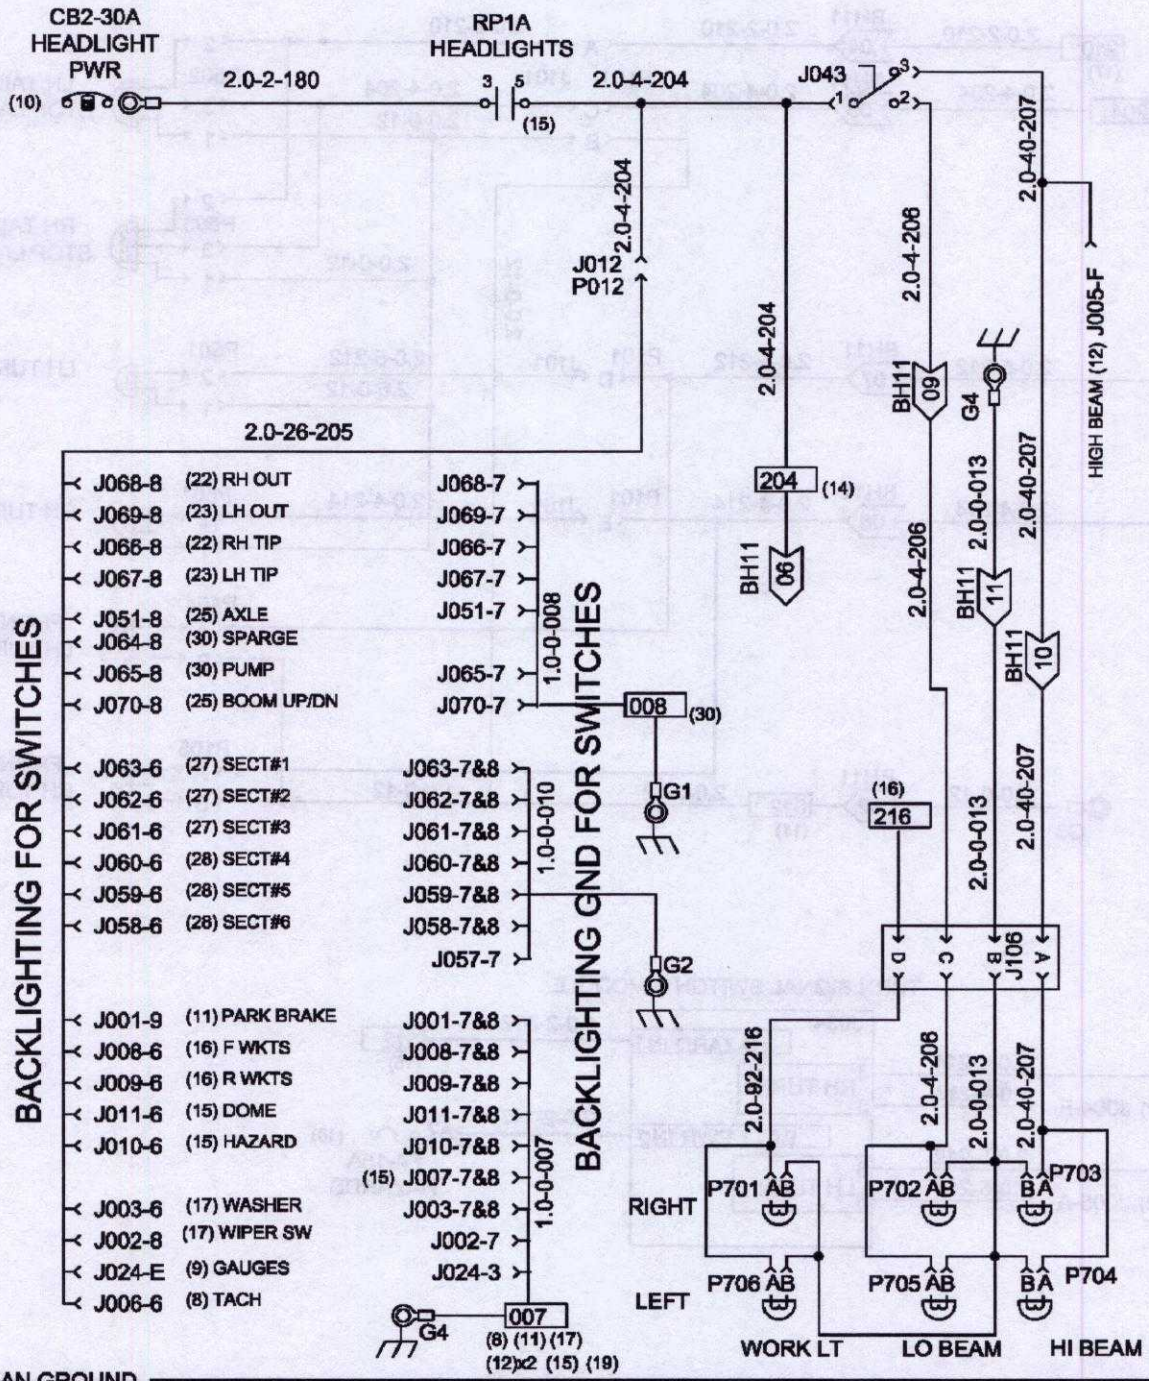 CB2-30A
HEADLIGHT
PWR
(10)
2.0-2-180
RP1A
HEADLIGHTS
3 5
(15)
2.0-4-204
J043
1
3
2
2.0-4-204
J012
P012
2.0-4-204
2.0-4-206
2.0-40-207
HIGH BEAM (12) J005-F
BH11
09
G4
2.0-26-205
204
(14)
BH11
06
2.0-4-206
2.0-0-013
2.0-40-207
BH11
11
BH11
10
BACKLIGHTING FOR SWITCHES
J068-8 (22) RH OUT J068-7
J069-8 (23) LH OUT J069-7
J066-8 (22) RH TIP J066-7
J067-8 (23) LH TIP J067-7
J051-8 (25) AXLE J051-7
J064-8 (30) SPARGE
J065-8 (30) PUMP J065-7
J070-8 (25) BOOM UP/DN J070-7
1.0-0-008
008
(30)
G1
BACKLIGHTING GND FOR SWITCHES
J063-6 (27) SECT#1 J063-7&8
J062-6 (27) SECT#2 J062-7&8
J061-6 (27) SECT#3 J061-7&8
J060-6 (28) SECT#4 J060-7&8
J059-6 (28) SECT#5 J059-7&8
J058-6 (28) SECT#6 J058-7&8
J057-7
1.0-0-010
G2
(16)
216
2.0-0-013
2.0-40-207
D C B A
J106
J001-9 (11) PARK BRAKE J001-7&8
J008-6 (16) F WKTS J008-7&8
J009-6 (16) R WKTS J009-7&8
J011-6 (15) DOME J011-7&8
J010-6 (15) HAZARD J010-7&8
(15) J007-7&8
J003-6 (17) WASHER J003-7&8
J002-8 (17) WIPER SW J002-7
J024-E (9) GAUGES J024-3
J006-6 (8) TACH
1.0-0-007
G4
007
(8) (11) (17)
(12)x2 (15) (19)
2.0-92-216
2.0-4-206
2.0-0-013
2.0-40-207
RIGHT
P701 AB
P702 AB
BA P703
LEFT
P706 AB
P705 AB
BA P704
WORK LT
LO BEAM
HI BEAM
AN GROUND